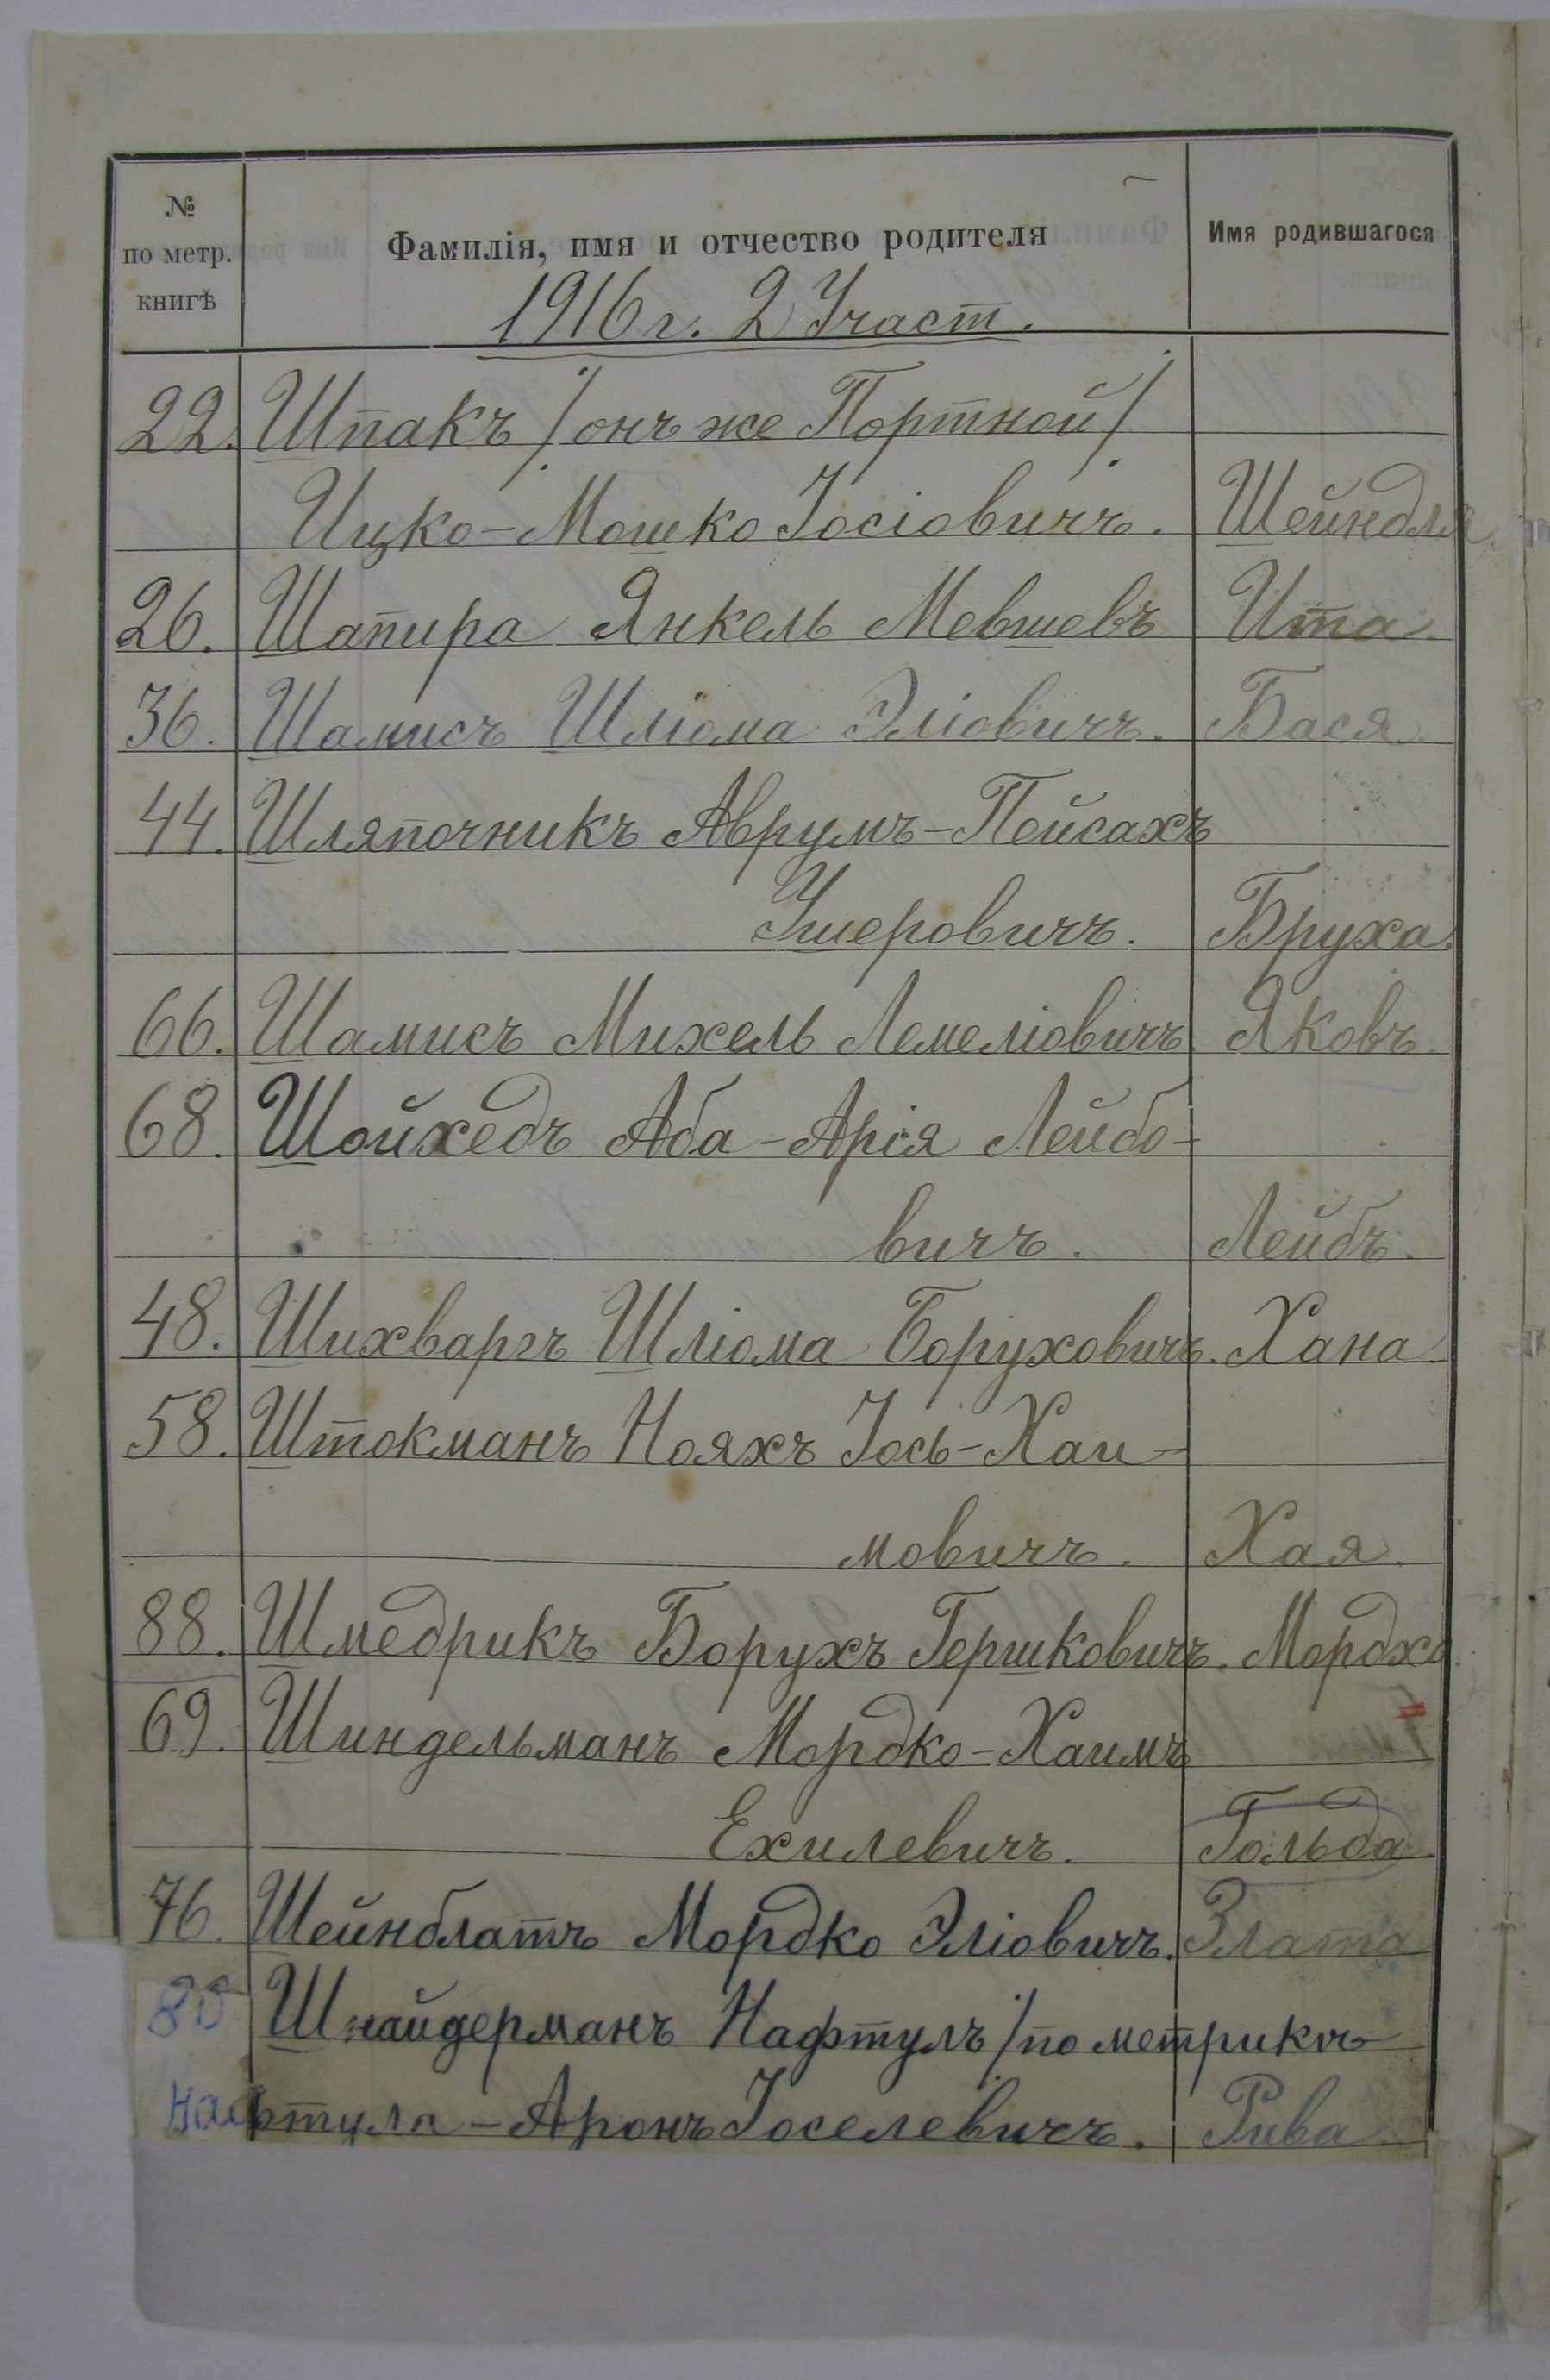 № по метр. книгѣ Фамилія, имя и отчество родителя Имя родившагося
1916 г. 2 Участ.
22. Шпакъ /онъ же Портной/
Ицко-Мошко Іосіовичъ. Шейндля
26. Шапира Янкель Мевшевъ Ита.
36. Шамисъ Шліома Эліовичъ. Бася.
44. Шляпочникъ Аврумъ-Пейсахъ
Ушеровичъ. Бруха.
66. Шамисъ Михель Лемеліовичъ Яковъ.
68. Шойхедъ Аба-Арія Лейбо-
вичъ. Лейбъ.
48. Шихваргъ Шліома Боруховичъ. Хана
58. Штокманъ Нояхъ Іось-Хаи-
мовичъ. Хая.
88. Шмедрикъ Борухъ Гершковичъ. Мордхо
69. Шиндельманъ Мордко-Хаимъ
Ехилевичъ. Гольда.
76. Шейнблатъ Мордко Эліовичъ. Злата
80 Шнайдерманъ Нафтулъ /по метрикѣ
Нафтула-Аронъ Іоселевичъ. Рива.